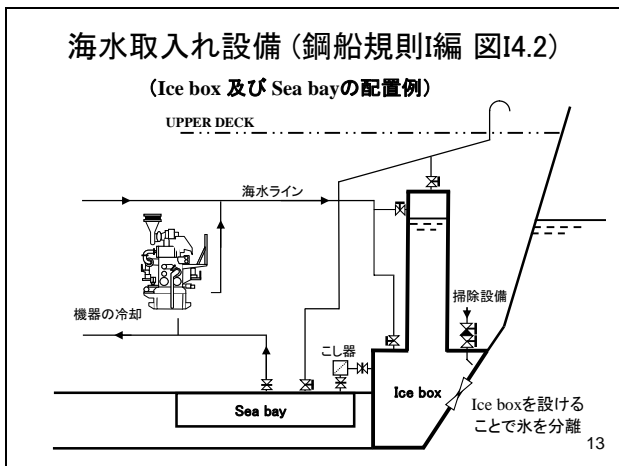 海水取入れ設備 (鋼船規則I編 図I4.2)
(Ice box 及び Sea bayの配置例)
UPPER DECK
海水ライン
掃除設備
機器の冷却
こし器
Ice box
Sea bay
Ice boxを設ける
ことで氷を分離
13